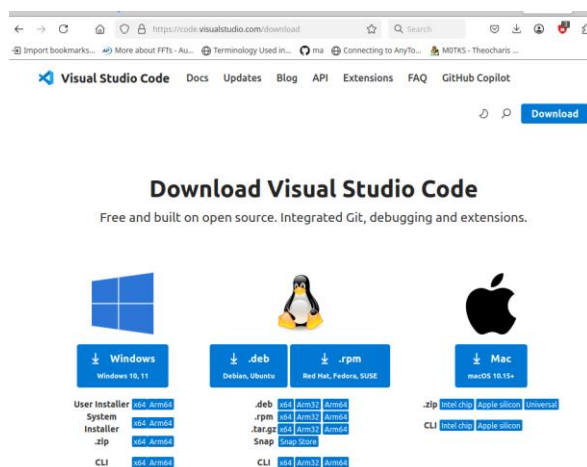 https://code.visualstudio.com/download
Search
Import bookmarks...
More about FFTs - Au...
Terminology Used in...
ma
Connecting to AnyTo...
M0TKS - Theocharis ...
Visual Studio Code
Docs
Updates
Blog
API
Extensions
FAQ
GitHub Copilot
Download
Download Visual Studio Code
Free and built on open source. Integrated Git, debugging and extensions.
Windows
Windows 10, 11
User Installer x64 Arm64
System
Installer x64 Arm64
.zip x64 Arm64
CLI x64 Arm64
.deb
Debian, Ubuntu
.rpm
Red Hat, Fedora, SUSE
.deb x64 Arm32 Arm64
.rpm x64 Arm32 Arm64
.tar.gz x64 Arm32 Arm64
Snap Snap Store
CLI x64 Arm32 Arm64
Mac
macOS 10.15+
.zip Intel chip Apple silicon Universal
CLI Intel chip Apple silicon